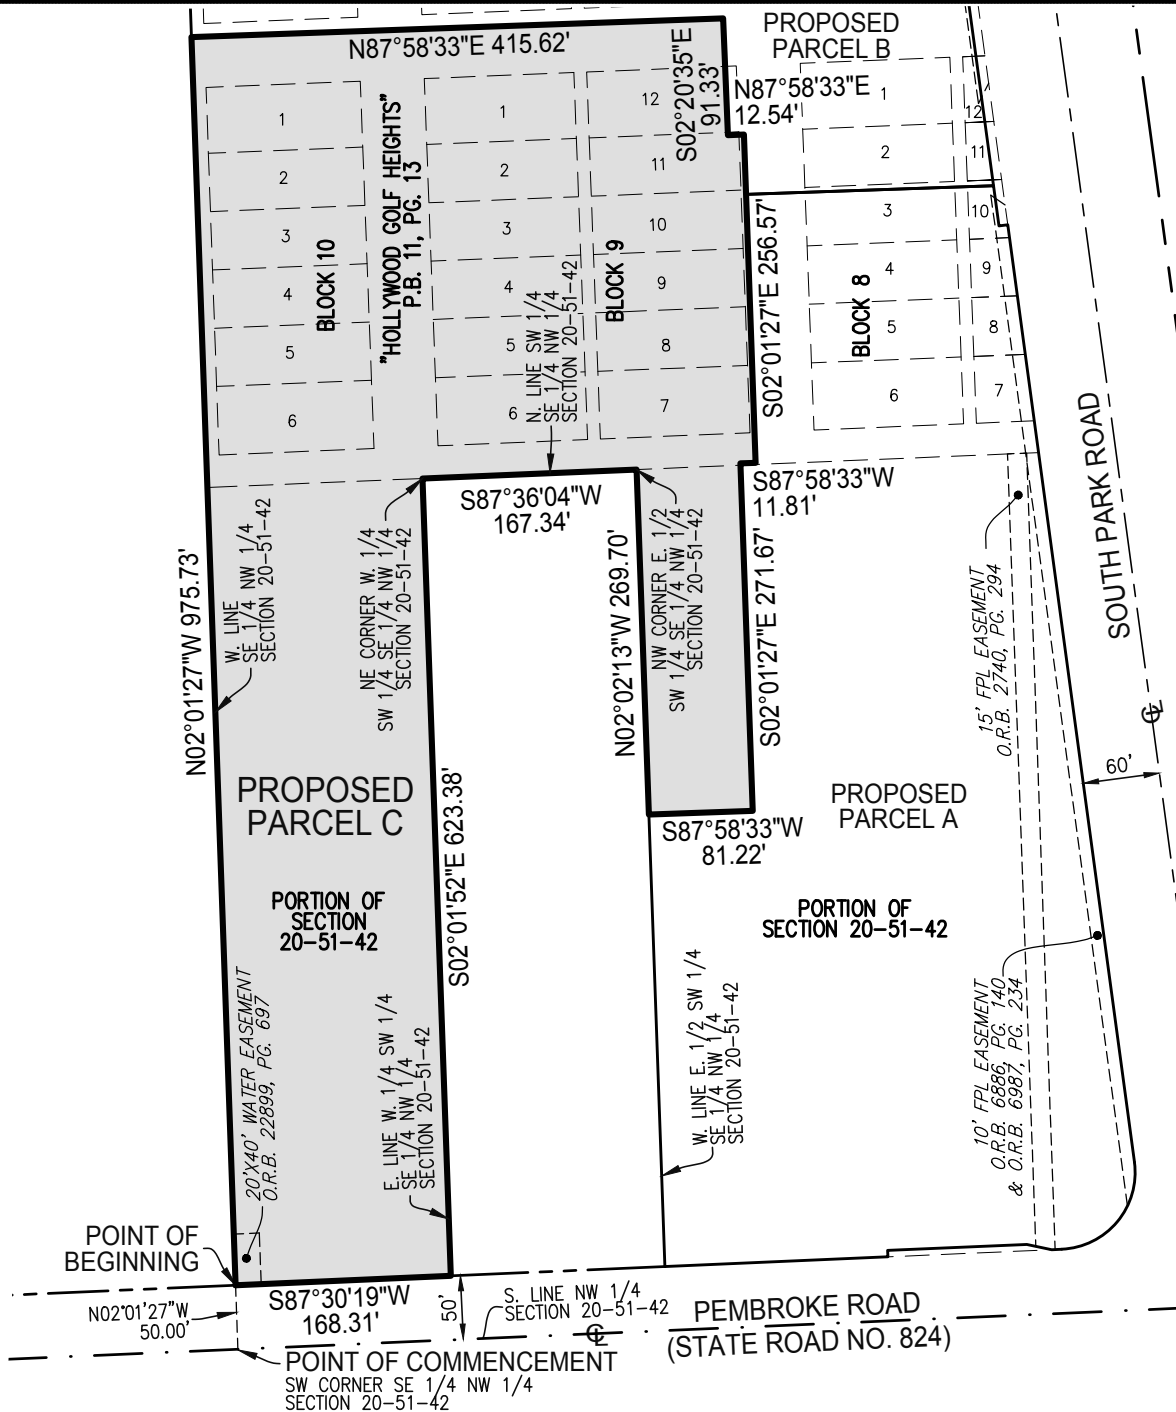 PROPOSED
PARCEL B
N87°58'33"E 415.62'
S02°20'35"E
91.33'
N87°58'33"E
12.54'
1
2
3
4
5
6
BLOCK 10
"HOLLYWOOD GOLF HEIGHTS"
P.B. 11, PG. 13
1
2
3
4
5
6
12
11
10
9
8
7
BLOCK 9
N. LINE SW 1/4
SE 1/4 NW 1/4
SECTION 20-51-42
S02°01'27"E 256.57'
1
2
3
4
5
6
BLOCK 8
12
11
10
9
8
7
SOUTH PARK ROAD
S87°36'04"W
167.34'
S87°58'33"W
11.81'
W. LINE
SE 1/4 NW 1/4
SECTION 20-51-42
NE CORNER W. 1/4
SW 1/4 SE 1/4 NW 1/4
SECTION 20-51-42
N02°01'27"W 975.73'
N02°02'13"W 269.70'
NW CORNER E. 1/2
SW 1/4 SE 1/4 NW 1/4
SECTION 20-51-42
S02°01'27"E 271.67'
15' FPL EASEMENT
O.R.B. 2740, PG. 294
60'
PROPOSED
PARCEL C
PROPOSED
PARCEL A
S87°58'33"W
81.22'
S02°01'52"E 623.38'
PORTION OF
SECTION
20-51-42
PORTION OF
SECTION 20-51-42
20'X40' WATER EASEMENT
O.R.B. 22899, PG. 697
E. LINE W. 1/4 SW 1/4
SE 1/4 NW 1/4
SECTION 20-51-42
W. LINE E. 1/2 SW 1/4
SE 1/4 NW 1/4
SECTION 20-51-42
10' FPL EASEMENT
O.R.B. 6886, PG. 140
& O.R.B. 6987, PG. 234
POINT OF
BEGINNING
N02°01'27"W
50.00'
S87°30'19"W
168.31'
50'
S. LINE NW 1/4
SECTION 20-51-42
PEMBROKE ROAD
(STATE ROAD NO. 824)
POINT OF COMMENCEMENT
SW CORNER SE 1/4 NW 1/4
SECTION 20-51-42